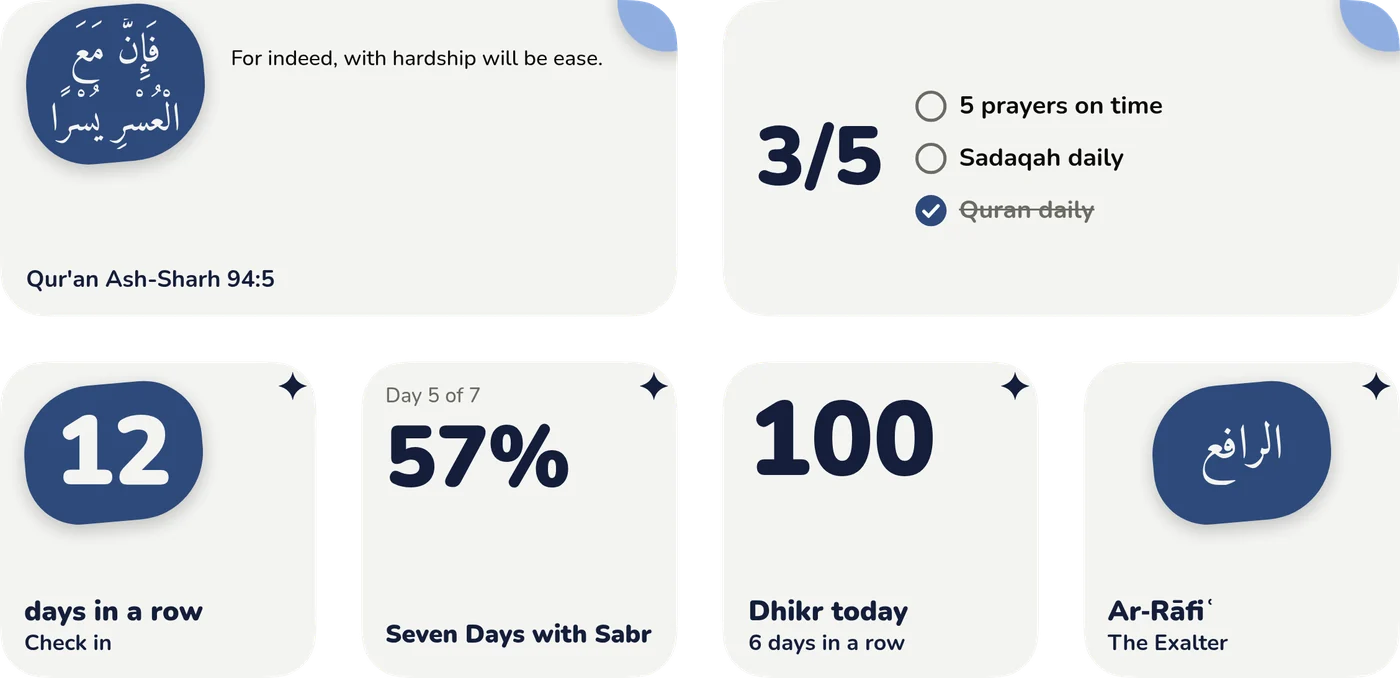 فَإِنَّ مَعَ
الْعُسْرِ يُسْرًا
For indeed, with hardship will be ease.
Qur'an Ash-Sharh 94:5
3/5
5 prayers on time
Sadaqah daily
Quran daily
12
days in a row
Check in
Day 5 of 7
57%
Seven Days with Sabr
100
Dhikr today
6 days in a row
الرافع
Ar-Rāfiʿ
The Exalter